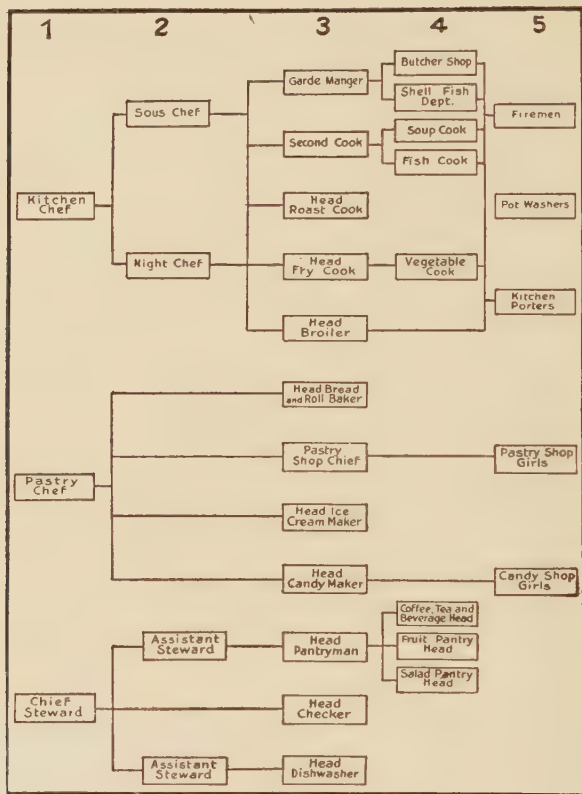 1 2 3 4 5
Kitchen
Chef
Sous Chef
Night Chef
Garde Manger
Second Cook
Head
Roast Cook
Head
Fry Cook
Head
Broiler
Butcher Shop
Shell Fish
Dept.
Soup Cook
Fish Cook
Vegetable
Cook
Firemen
Pot Washers
Kitchen
Porters
Pastry
Chef
Head Bread
and Roll Baker
Pastry
Shop Chief
Head Ice
Cream Maker
Head
Candy Maker
Pastry Shop
Girls
Candy Shop
Girls
Chief
Steward
Assistant
Steward
Assistant
Steward
Head
Pantryman
Head
Checker
Head
Dishwasher
Coffee, Tea and
Beverage Head
Fruit Pantry
Head
Salad Pantry
Head